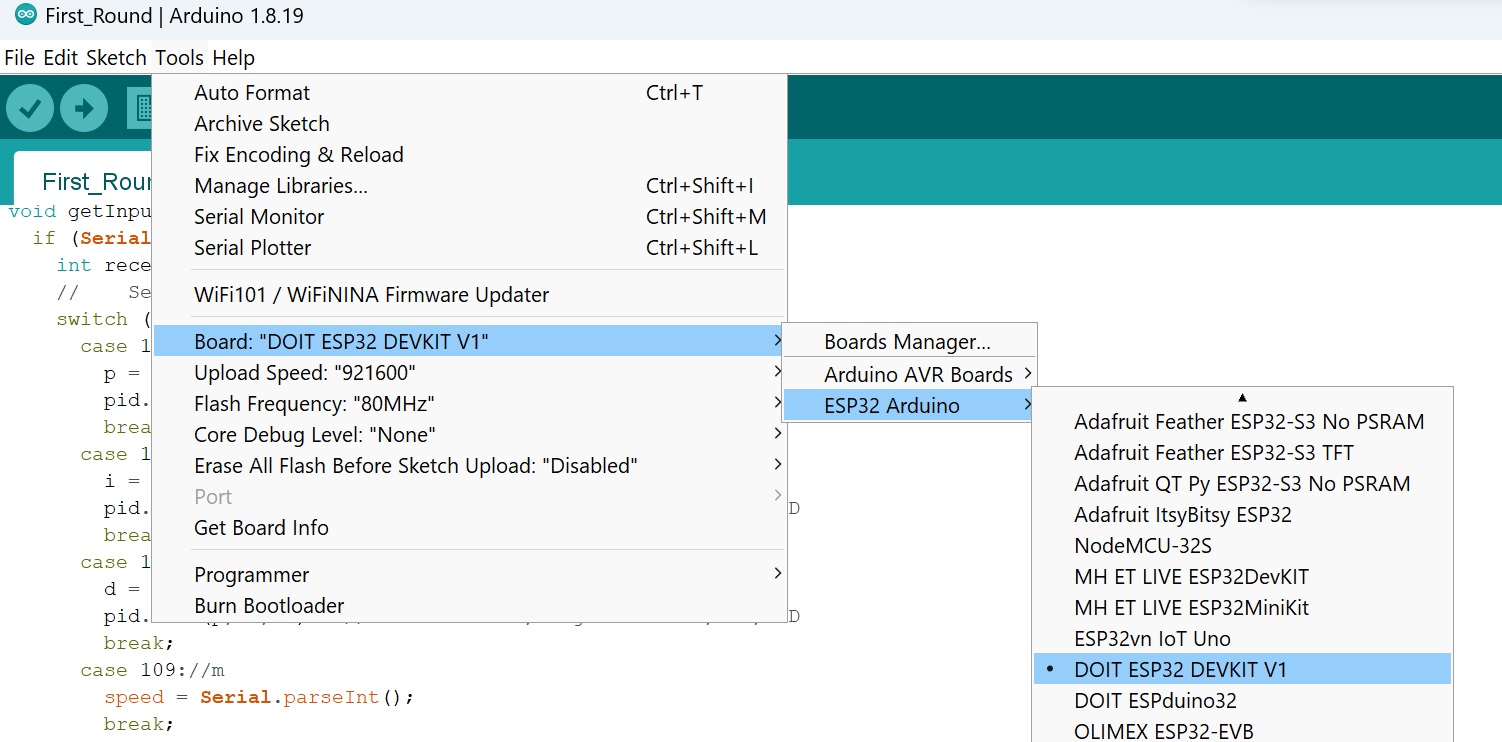 First_Round | Arduino 1.8.19
File Edit Sketch Tools Help
Auto Format Ctrl+T
Archive Sketch
Fix Encoding & Reload
Manage Libraries... Ctrl+Shift+I
Serial Monitor Ctrl+Shift+M
Serial Plotter Ctrl+Shift+L
WiFi101 / WiFiNINA Firmware Updater
Board: "DOIT ESP32 DEVKIT V1"
Upload Speed: "921600"
Flash Frequency: "80MHz"
Core Debug Level: "None"
Erase All Flash Before Sketch Upload: "Disabled"
Port
Get Board Info
Programmer
Burn Bootloader
Boards Manager...
Arduino AVR Boards
ESP32 Arduino
Adafruit Feather ESP32-S3 No PSRAM
Adafruit Feather ESP32-S3 TFT
Adafruit QT Py ESP32-S3 No PSRAM
Adafruit ItsyBitsy ESP32
NodeMCU-32S
MH ET LIVE ESP32DevKIT
MH ET LIVE ESP32MiniKit
ESP32vn IoT Uno
DOIT ESP32 DEVKIT V1
DOIT ESPduino32
OLIMEX ESP32-EVB
First_Rou
void getInpu
if (Serial
int rece
// Se
switch (
case 1
p =
pid.
brea
case 1
i =
pid. D
brea
case 1
d =
pid. D
break;
case 109://m
speed = Serial.parseInt();
break;